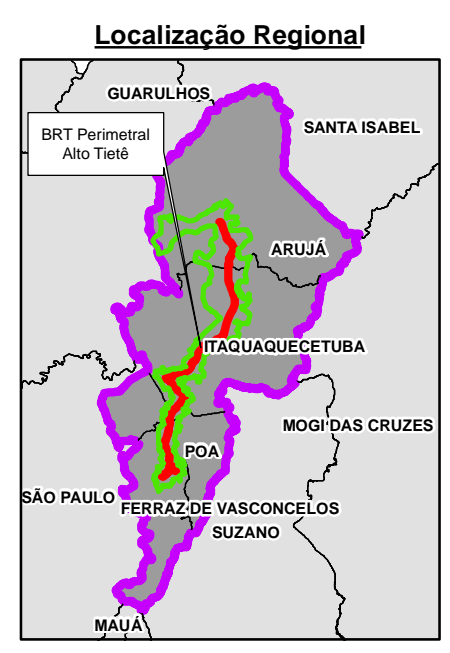 Localização Regional
GUARULHOS
BRT Perimetral
Alto Tietê
SANTA ISABEL
ARUJÁ
ITAQUAQUECETUBA
MOGI DAS CRUZES
POA
SÃO PAULO
FERRAZ DE VASCONCELOS
SUZANO
MAUÁ